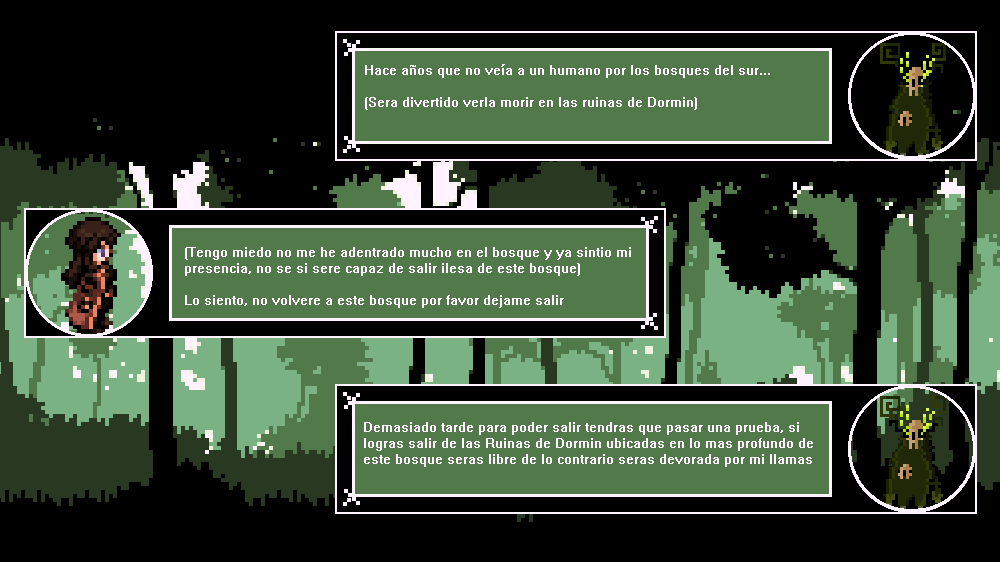 Hace años que no veía a un humano por los bosques del sur...
(Sera divertido verla morir en las ruinas de Dormin)
(Tengo miedo no me he adentrado mucho en el bosque y ya sintio mi
presencia, no se si sere capaz de salir ilesa de este bosque)
Lo siento, no volvere a este bosque por favor dejame salir
Demasiado tarde para poder salir tendras que pasar una prueba, si
logras salir de las Ruinas de Dormin ubicadas en lo mas profundo de
este bosque seras libre de lo contrario seras devorada por mi llamas